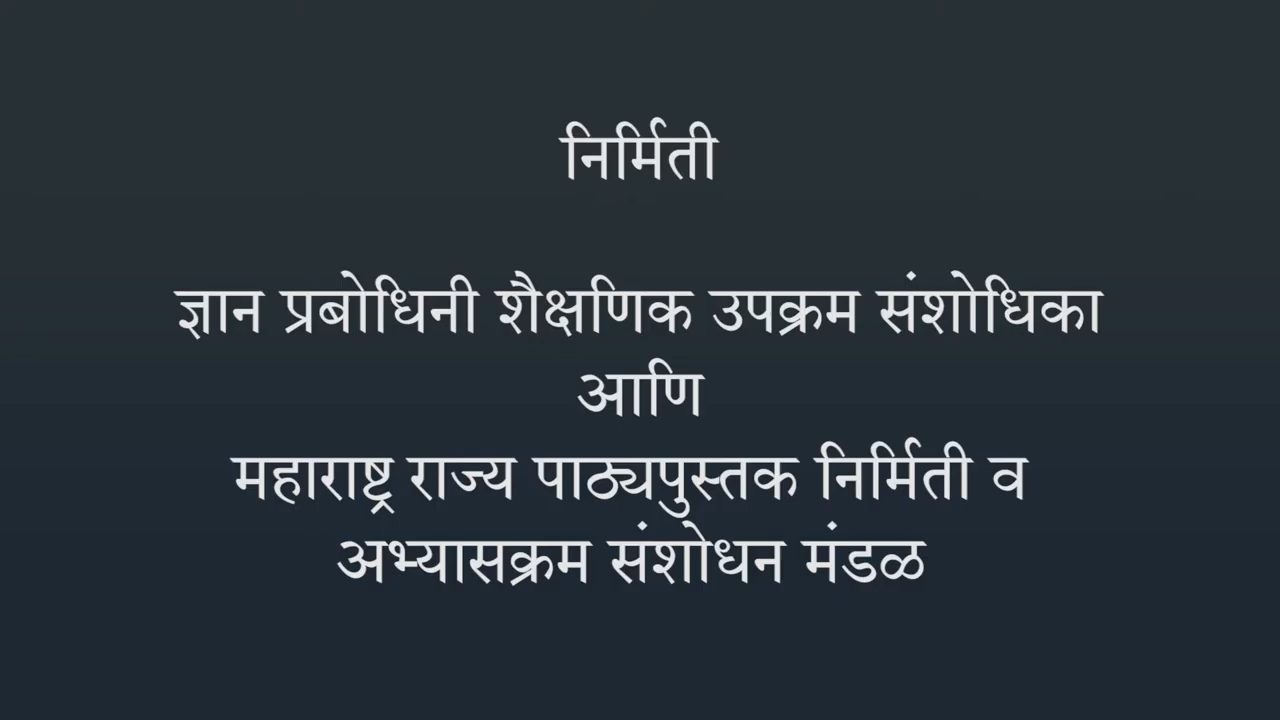 निर्मिती
ज्ञान प्रबोधिनी शैक्षणिक उपक्रम संशोधिका
आणि
महाराष्ट्र राज्य पाठ्यपुस्तक निर्मिती व
अभ्यासक्रम संशोधन मंडळ